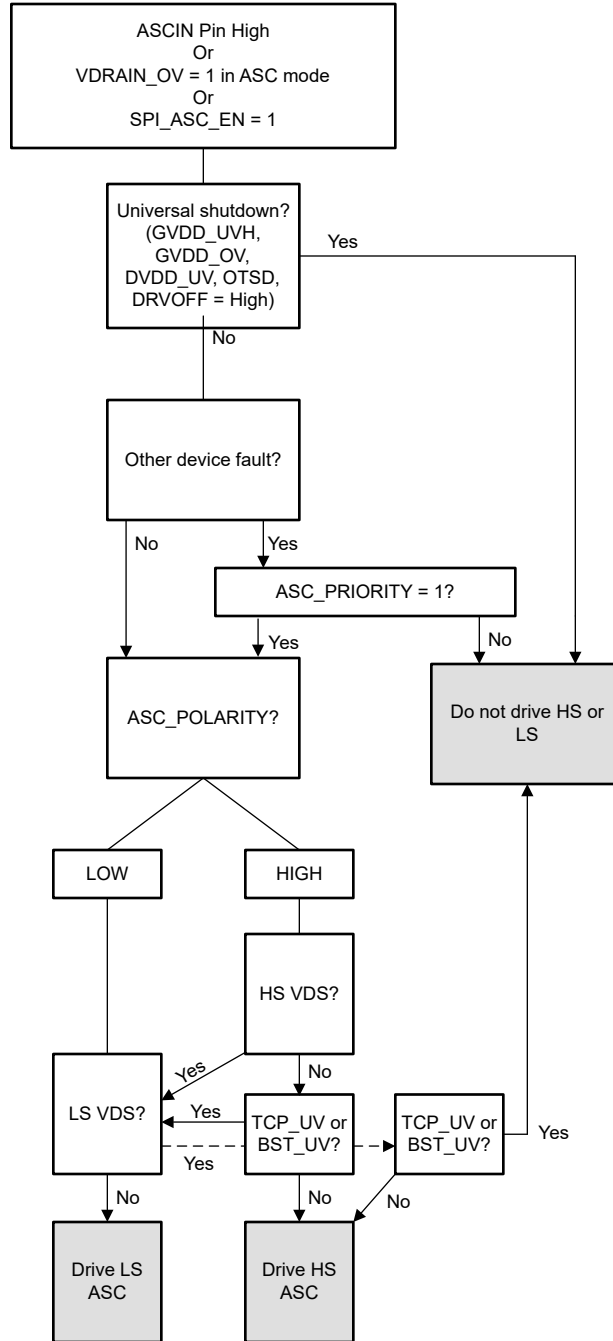 ASCIN Pin High
Or
VDRAIN_OV = 1 in ASC mode
Or
SPI_ASC_EN = 1
Universal shutdown?
(GVDD_UVH,
GVDD_OV,
DVDD_UV, OTSD,
DRVOFF = High)
Yes
No
Other device fault?
No
Yes
ASC_PRIORITY = 1?
Yes
No
ASC_POLARITY?
Do not drive HS or
LS
LOW
HIGH
HS VDS?
Yes
No
LS VDS?
Yes
TCP_UV or
BST_UV?
Yes
TCP_UV or
BST_UV?
Yes
No
No
No
Drive LS
ASC
Drive HS
ASC